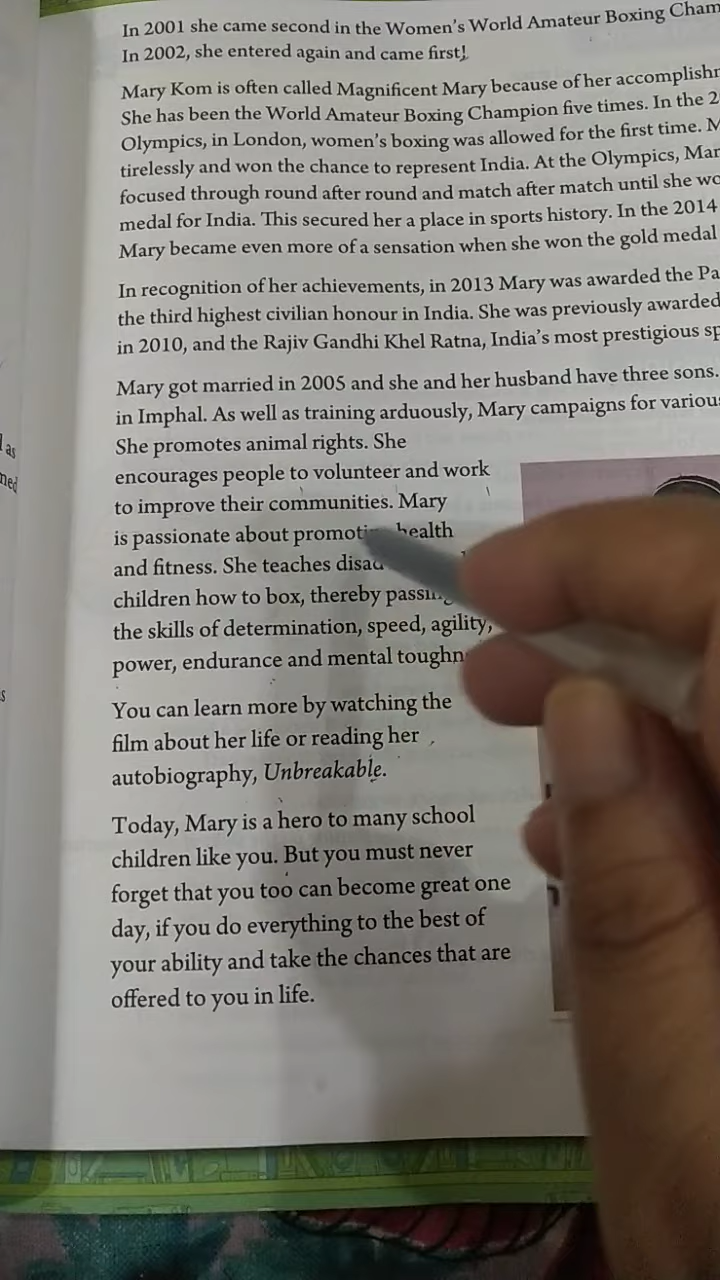 In 2001 she came second in the Women's World Amateur Boxing Cham
In 2002, she entered again and came first!
Mary Kom is often called Magnificent Mary because of her accomplishm
She has been the World Amateur Boxing Champion five times. In the 2
Olympics, in London, women's boxing was allowed for the first time. M
tirelessly and won the chance to represent India. At the Olympics, Mar
focused through round after round and match after match until she wo
medal for India. This secured her a place in sports history. In the 2014
Mary became even more of a sensation when she won the gold medal
In recognition of her achievements, in 2013 Mary was awarded the Pa
the third highest civilian honour in India. She was previously awarded
in 2010, and the Rajiv Gandhi Khel Ratna, India's most prestigious sp
Mary got married in 2005 and she and her husband have three sons.
in Imphal. As well as training arduously, Mary campaigns for various
She promotes animal rights. She
encourages people to volunteer and work
to improve their communities. Mary
is passionate about promoti health
and fitness. She teaches disa
children how to box, thereby passing
the skills of determination, speed, agility,
power, endurance and mental toughn
You can learn more by watching the
film about her life or reading her
autobiography, Unbreakable.
Today, Mary is a hero to many school
children like you. But you must never
forget that you too can become great one
day, if you do everything to the best of
your ability and take the chances that are
offered to you in life.